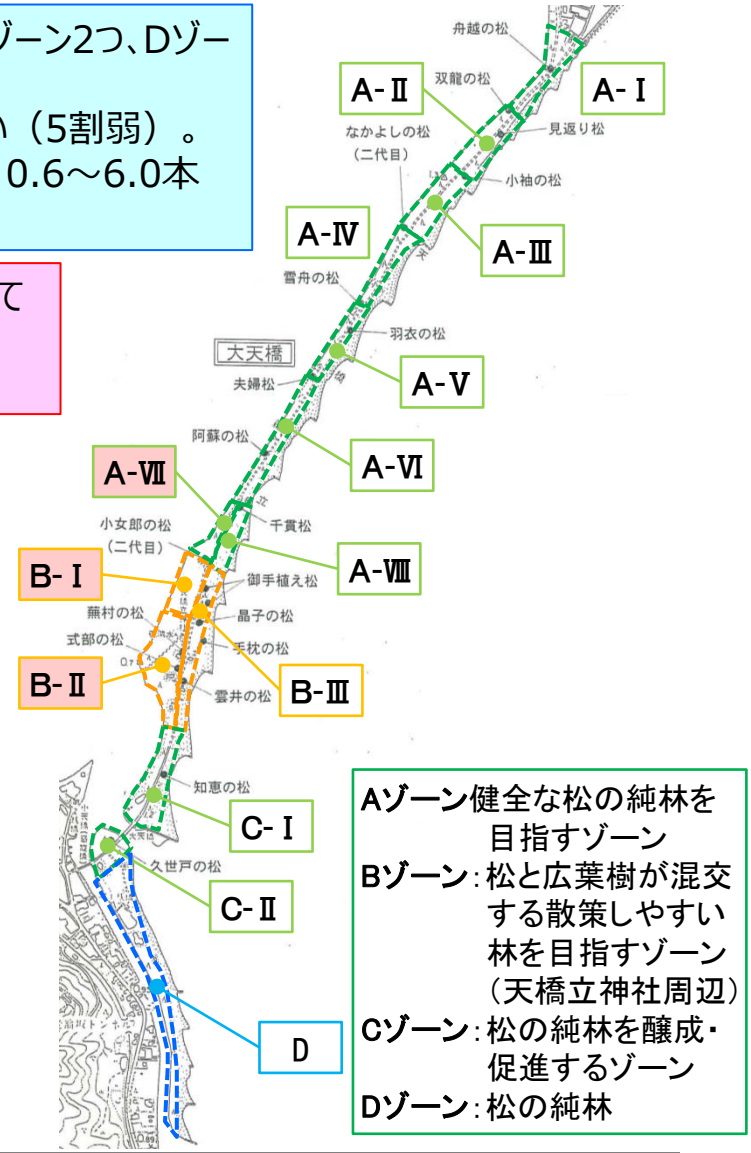 ゾーン2つ、Dゾー
い（5割弱）。
0.6～6.0本
て
舟越の松
双龍の松
A-Ⅱ
A-Ⅰ
見返り松
なかよしの松
（二代目）
小袖の松
A-Ⅳ
A-Ⅲ
雪舟の松
羽衣の松
大天橋
夫婦松
A-Ⅴ
阿蘇の松
A-Ⅵ
A-Ⅶ
千貫松
小女郎の松
（二代目）
A-Ⅷ
B-Ⅰ
御手植え松
蕪村の松
晶子の松
式部の松
手枕の松
B-Ⅱ
雲井の松
B-Ⅲ
知恵の松
C-Ⅰ
久世戸の松
C-Ⅱ
D
Aゾーン健全な松の純林を
目指すゾーン
Bゾーン:松と広葉樹が混交
する散策しやすい
林を目指すゾーン
（天橋立神社周辺）
Cゾーン:松の純林を醸成・
促進するゾーン
Dゾーン:松の純林